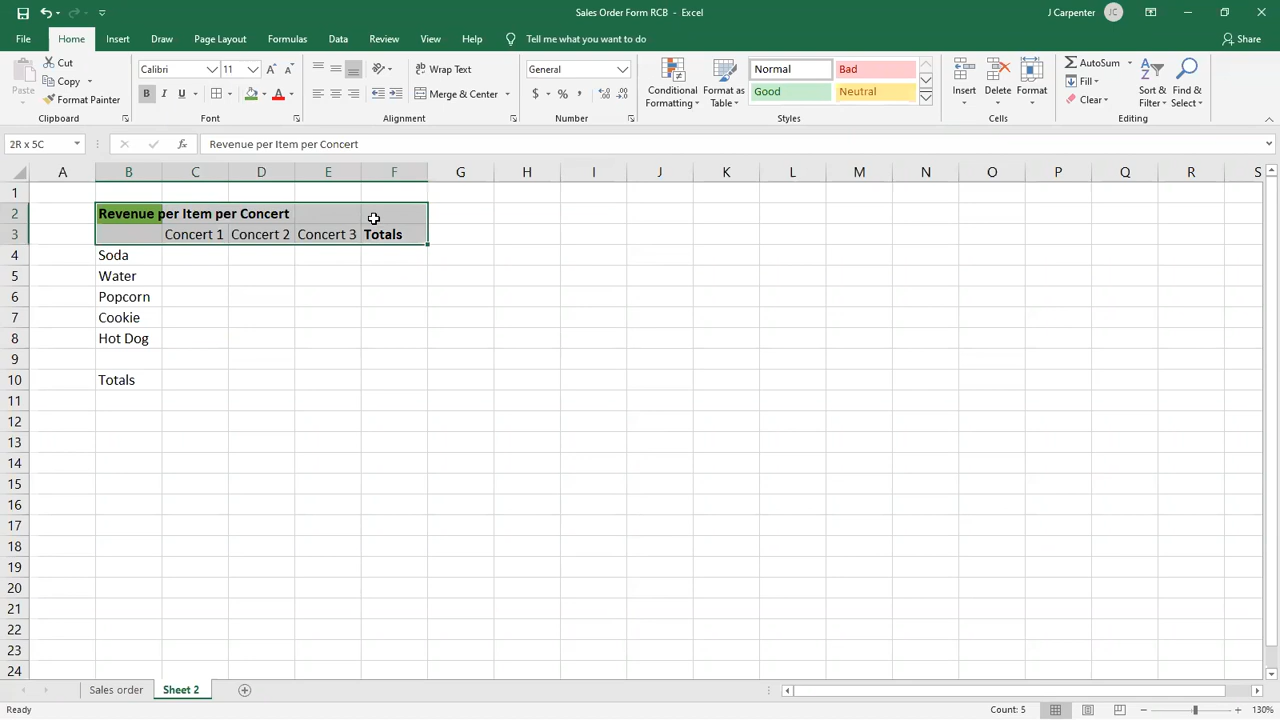 Sales Order Form RCB - Excel
J Carpenter JC
File Home Insert Draw Page Layout Formulas Data Review View Help Tell me what you want to do Share
Paste
Cut
Copy
Format Painter
Clipboard
Calibri 11
B I U
Font
Wrap Text
Merge & Center
Alignment
General
$ % ,
Number
Conditional
Formatting
Format as
Table
Normal Bad
Good Neutral
Styles
Insert Delete Format
Cells
AutoSum
Fill
Clear
Sort &
Filter
Find &
Select
Editing
2R x 5C fx Revenue per Item per Concert
A B C D E F G H I J K L M N O P Q R S
1
2 Revenue per Item per Concert
3 Concert 1 Concert 2 Concert 3 Totals
4 Soda
5 Water
6 Popcorn
7 Cookie
8 Hot Dog
9
10 Totals
11
12
13
14
15
16
17
18
19
20
21
22
23
24
Sales order Sheet 2
Ready Count: 5 130%